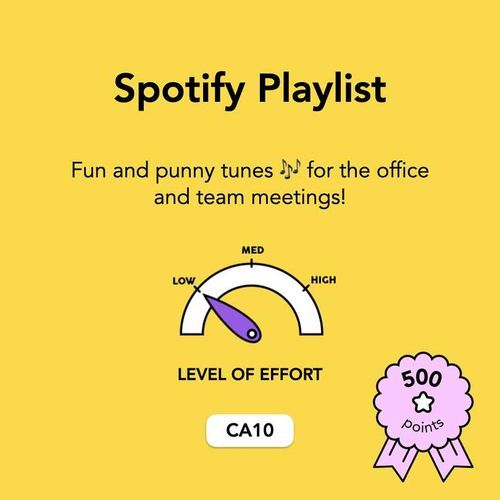 Spotify Playlist
Fun and punny tunes 🎶 for the office
and team meetings!
MED
LOW
HIGH
LEVEL OF EFFORT
CA10
500
points